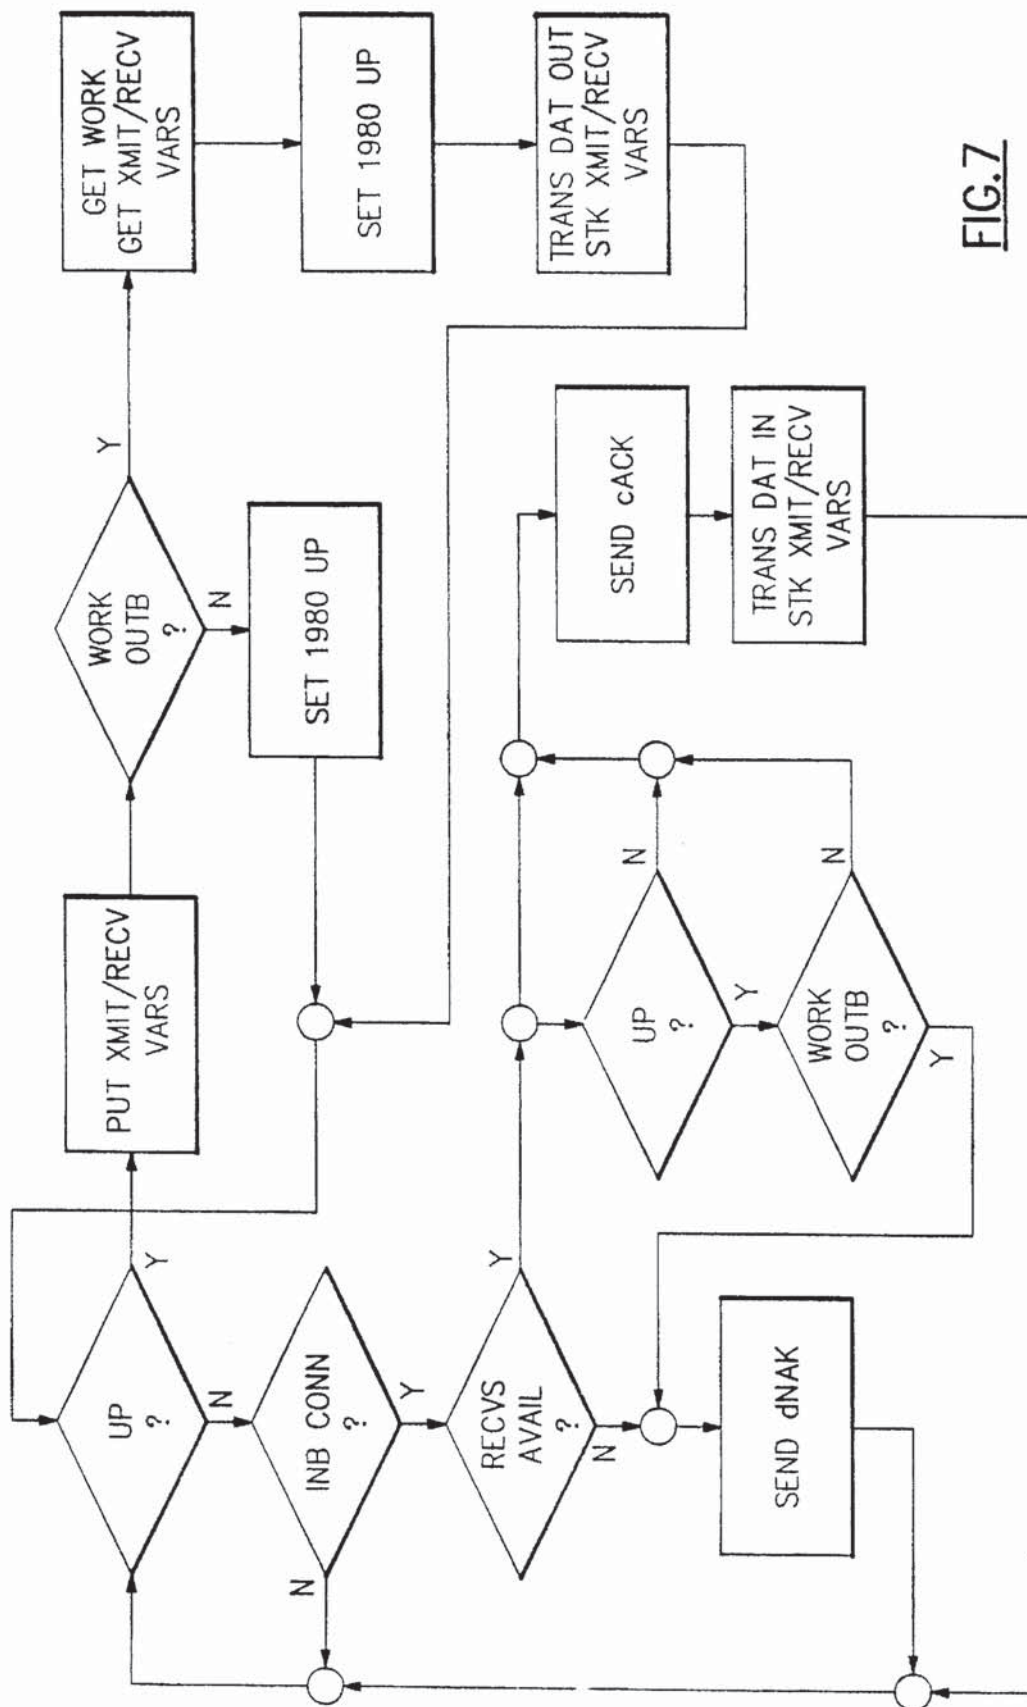 UP
?
Y
N
PUT XMIT/RECV
VARS
WORK
OUTB
?
Y
N
GET WORK
GET XMIT/RECV
VARS
SET 1980 UP
SET 1980 UP
TRANS DAT OUT
STK XMIT/RECV
VARS
INB CONN
?
N
Y
RECVS
AVAIL
?
Y
N
UP
?
N
Y
WORK
OUTB
?
N
Y
SEND cACK
TRANS DAT IN
STK XMIT/RECV
VARS
SEND dNAK
FIG.7